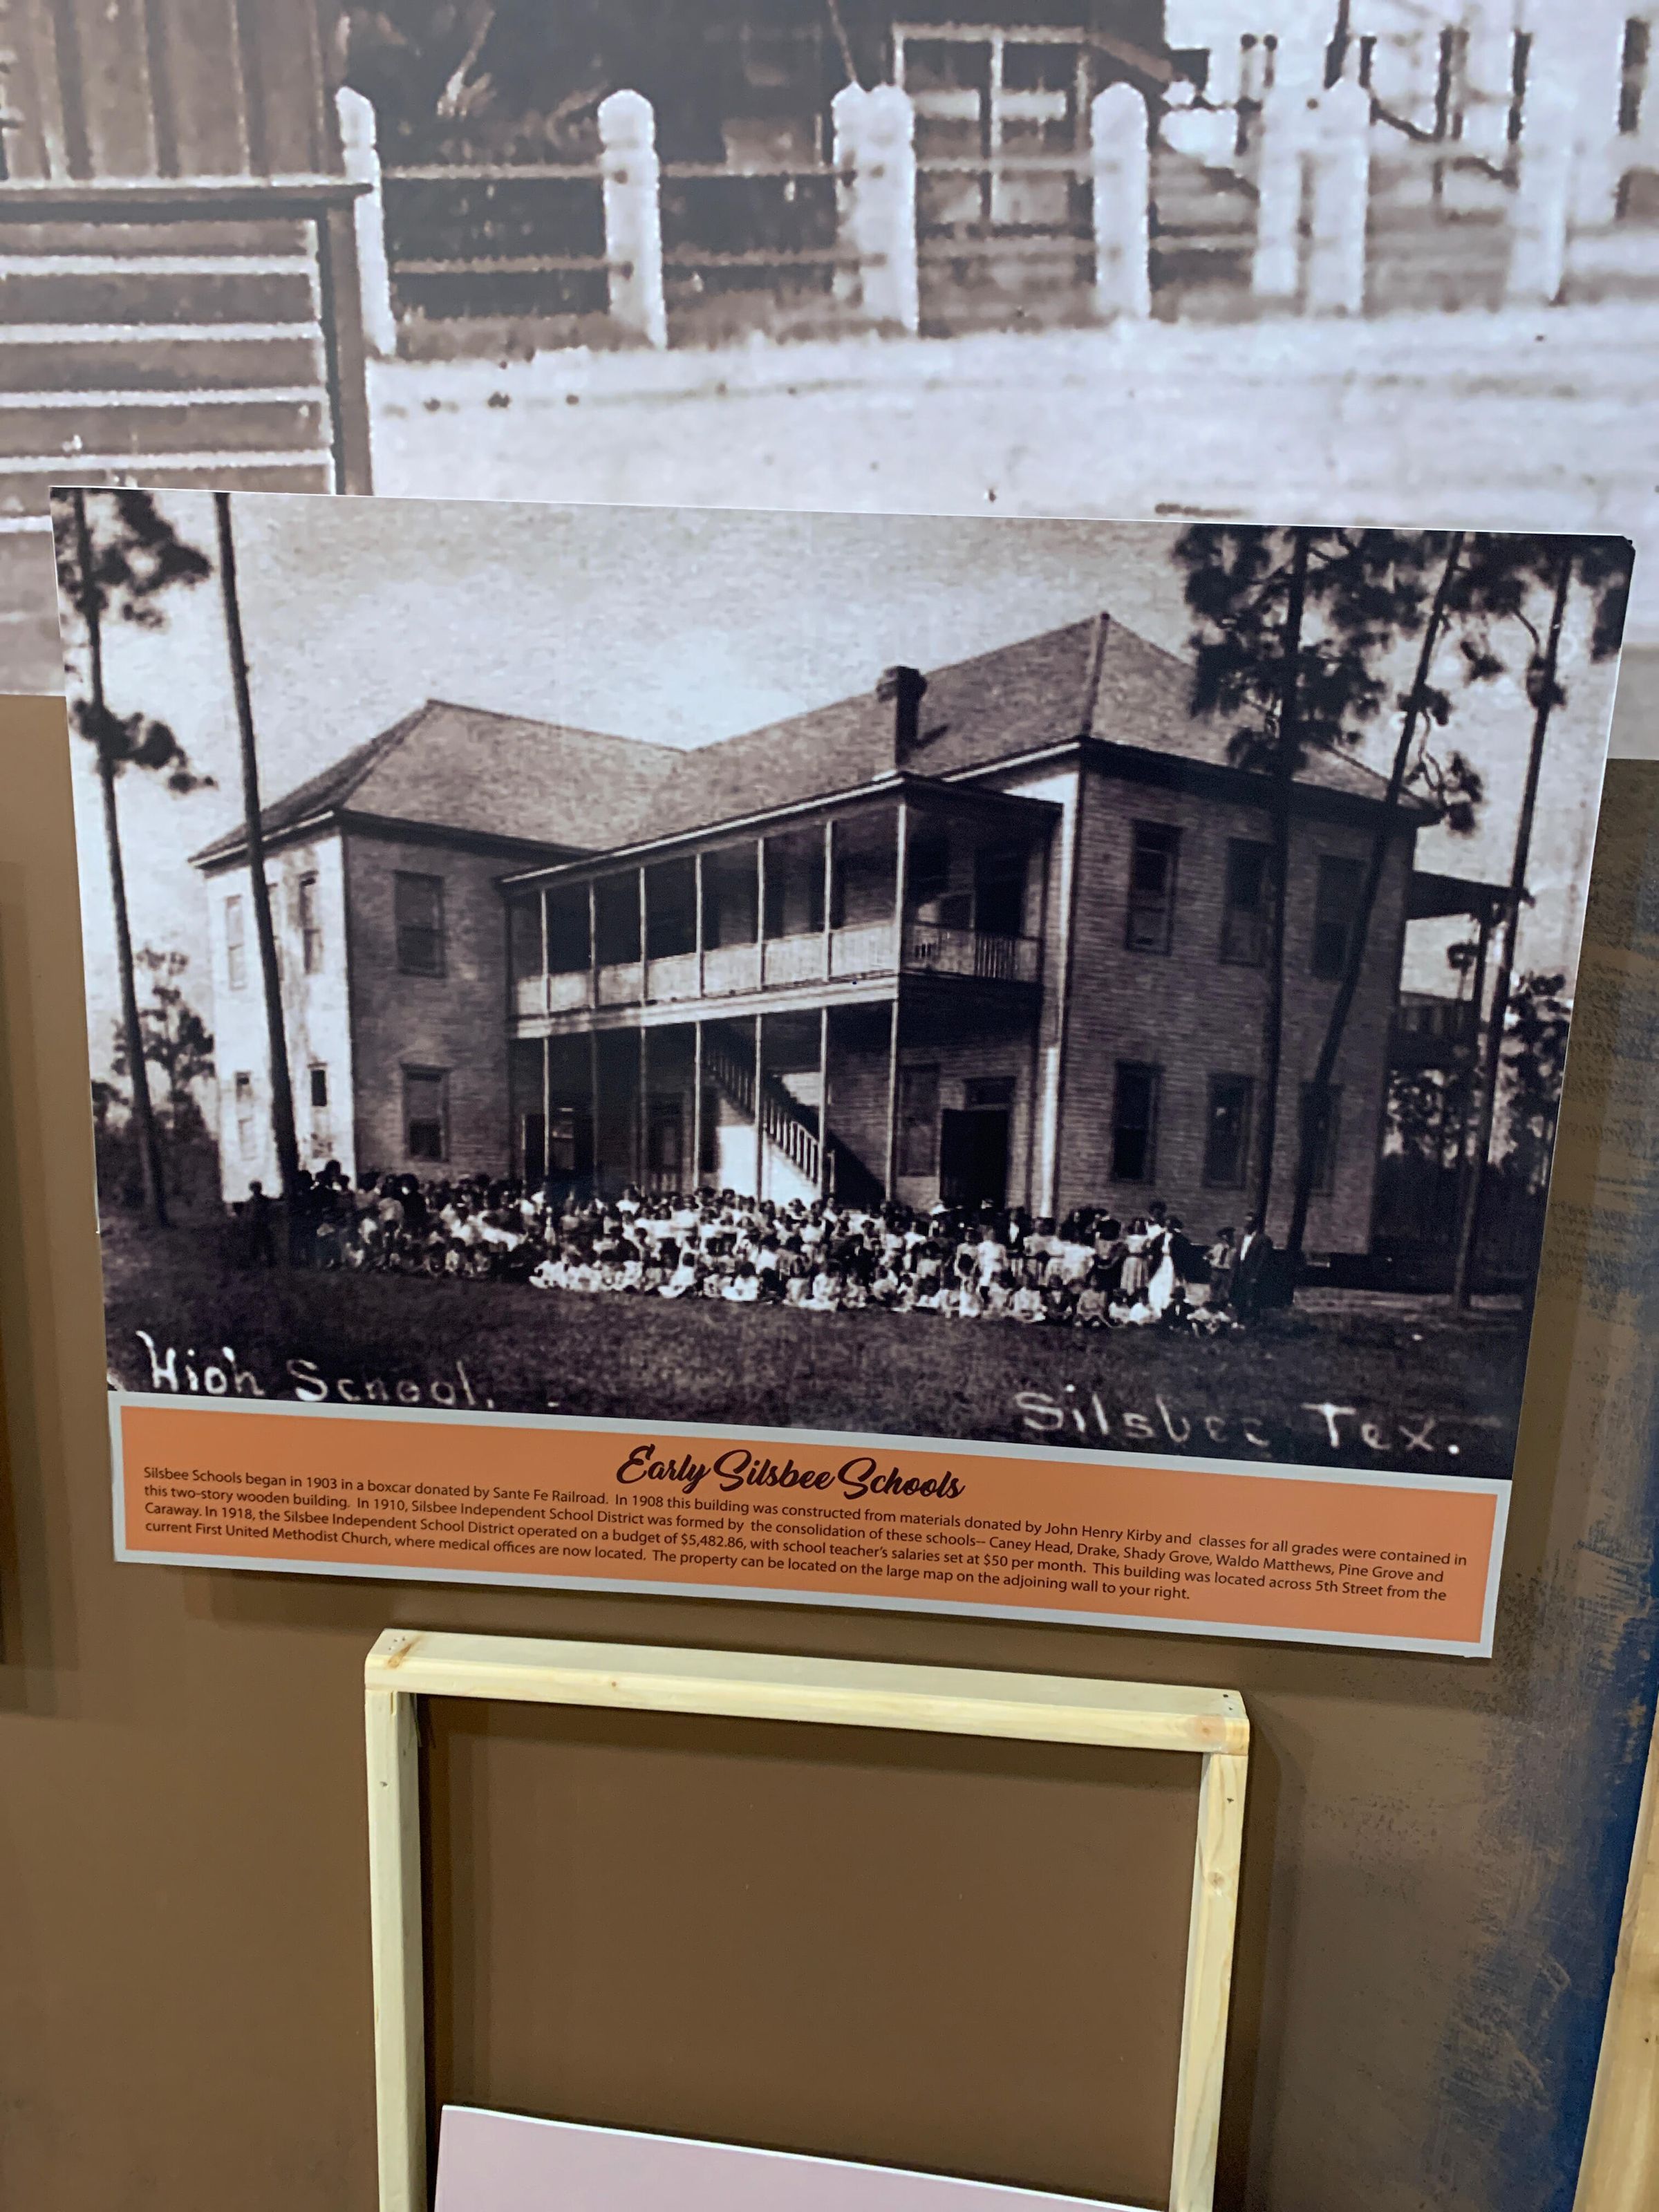 High School.
Silsbee Tex.
Early Silsbee Schools
Silsbee Schools began in 1903 in a boxcar donated by Sante Fe Railroad. In 1908 this building was constructed from materials donated by John Henry Kirby and classes for all grades were contained in
this two-story wooden building. In 1910, Silsbee Independent School District was formed by the consolidation of these schools-- Caney Head, Drake, Shady Grove, Waldo Matthews, Pine Grove and
Caraway. In 1918, the Silsbee Independent School District operated on a budget of $5,482.86, with school teacher's salaries set at $50 per month. This building was located across 5th Street from the
current First United Methodist Church, where medical offices are now located. The property can be located on the large map on the adjoining wall to your right.